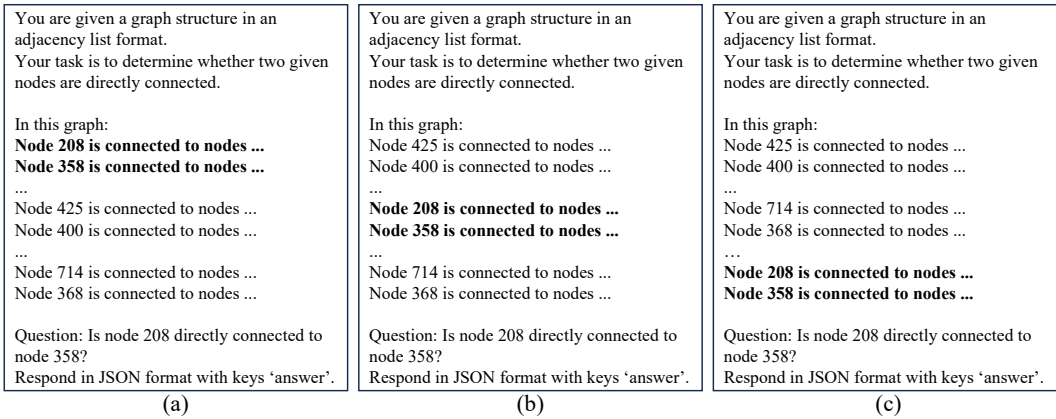 You are given a graph structure in an
adjacency list format.
Your task is to determine whether two given
nodes are directly connected.
In this graph:
Node 208 is connected to nodes ...
Node 358 is connected to nodes ...
...
Node 425 is connected to nodes ...
Node 400 is connected to nodes ...
...
Node 714 is connected to nodes ...
Node 368 is connected to nodes ...
Question: Is node 208 directly connected to
node 358?
Respond in JSON format with keys ‘answer’.
(a)
You are given a graph structure in an
adjacency list format.
Your task is to determine whether two given
nodes are directly connected.
In this graph:
Node 425 is connected to nodes ...
Node 400 is connected to nodes ...
...
Node 208 is connected to nodes ...
Node 358 is connected to nodes ...
...
Node 714 is connected to nodes ...
Node 368 is connected to nodes ...
Question: Is node 208 directly connected to
node 358?
Respond in JSON format with keys ‘answer’.
(b)
You are given a graph structure in an
adjacency list format.
Your task is to determine whether two given
nodes are directly connected.
In this graph:
Node 425 is connected to nodes ...
Node 400 is connected to nodes ...
...
Node 714 is connected to nodes ...
Node 368 is connected to nodes ...
…
Node 208 is connected to nodes ...
Node 358 is connected to nodes ...
Question: Is node 208 directly connected to
node 358?
Respond in JSON format with keys ‘answer’.
(c)